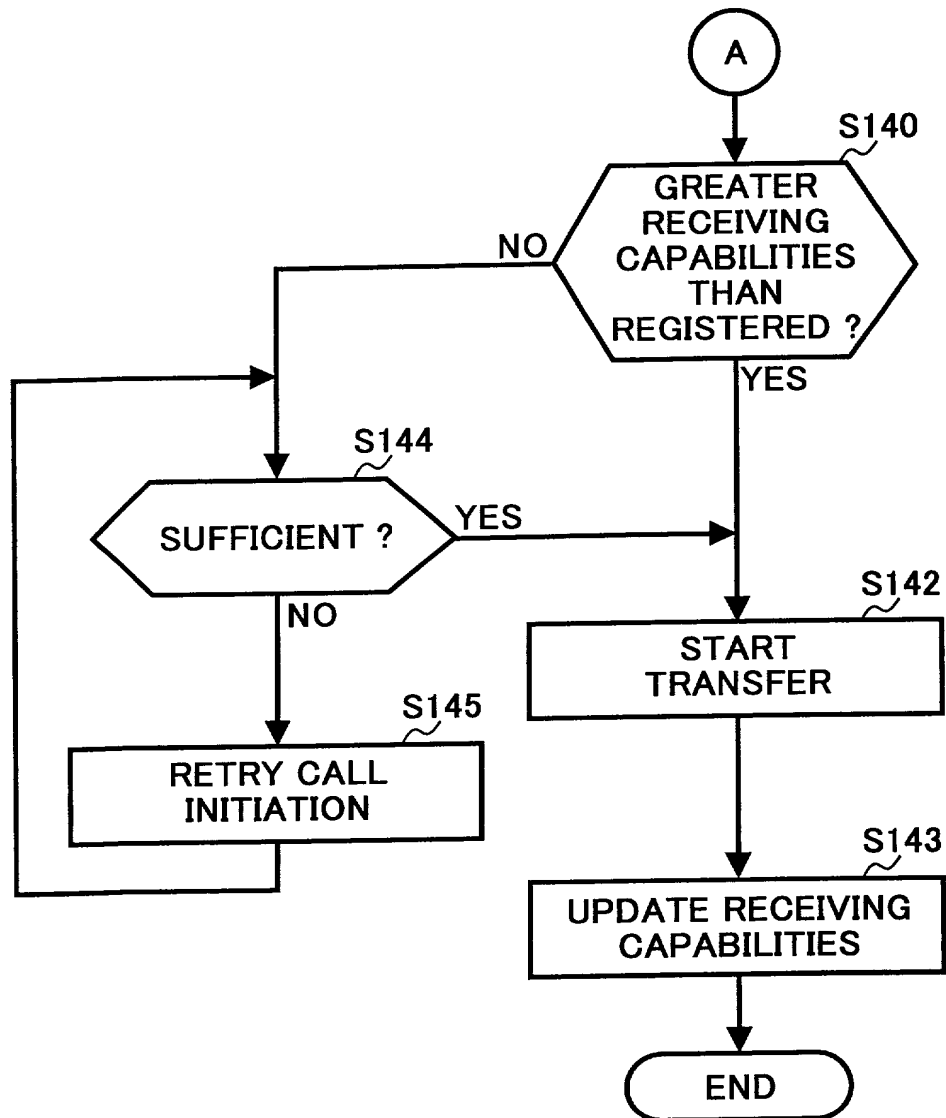 A
S140
GREATER
RECEIVING
CAPABILITIES
THAN
REGISTERED ?
NO
YES
S144
SUFFICIENT ?
YES
NO
S142
START
TRANSFER
S145
RETRY CALL
INITIATION
S143
UPDATE RECEIVING
CAPABILITIES
END